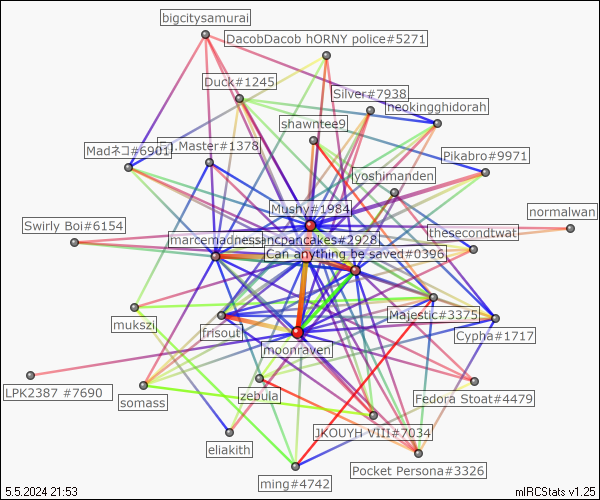 bigcitysamurai
DacobDacob hORNY police#5271
Duck#1245
Silver#7938
neokingghidorah
shawntee9
Madネコ#6901
.Master#1378
Pikabro#9971
yoshimanden
Mushy#1984
normalwan
Swirly Boi#6154
marcemadness
ancpancakes#2928
thesecondtwat
Can anything be saved#0396
mukszi
frisout
Majestic#3375
Cypha#1717
moonraven
LPK2387 #7690
somass
zebula
Fedora Stoat#4479
eliakith
JKOUYH VIII#7034
ming#4742
Pocket Persona#3326
5.5.2024 21:53
mIRCStats v1.25